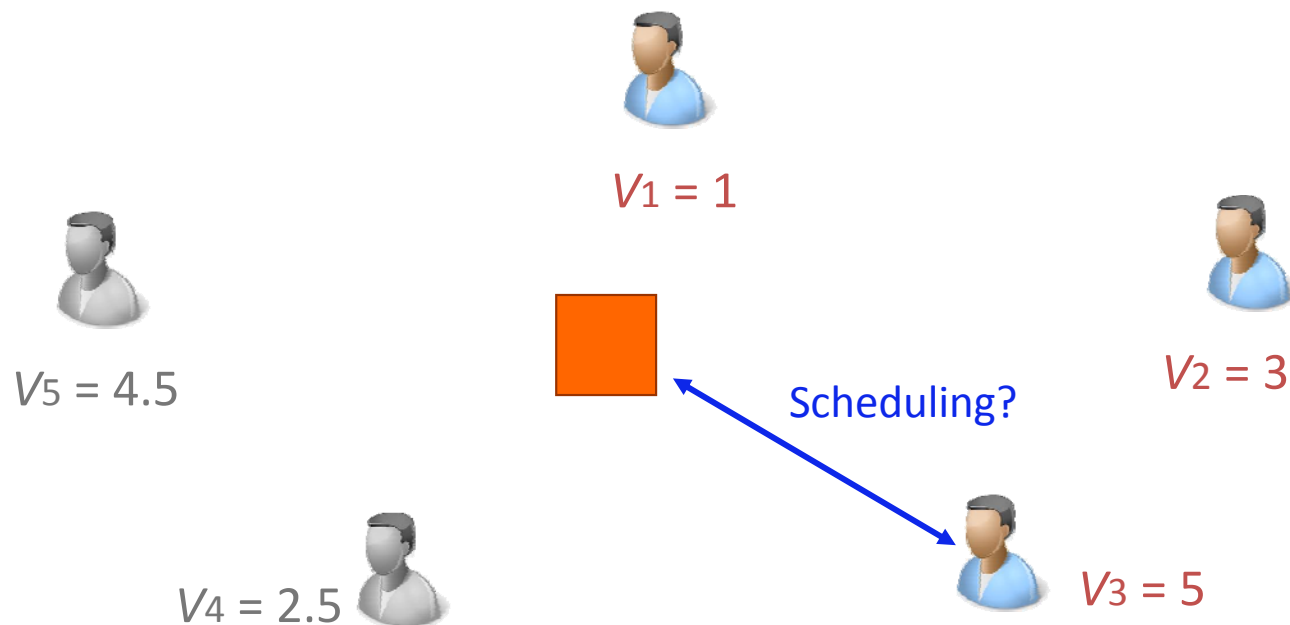 V1 = 1
V5 = 4.5
V2 = 3
Scheduling?
V4 = 2.5
V3 = 5